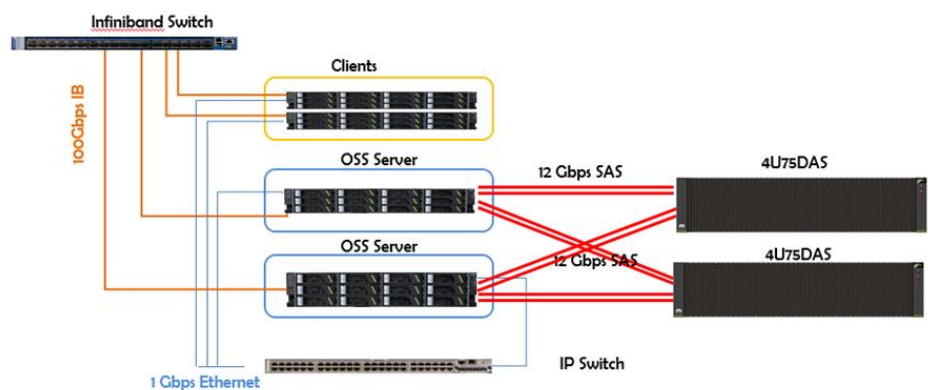 Infiniband Switch
Clients
100Gbps IB
OSS Server
12 Gbps SAS
4U75DAS
OSS Server
12 Gbps SAS
4U75DAS
IP Switch
1 Gbps Ethernet